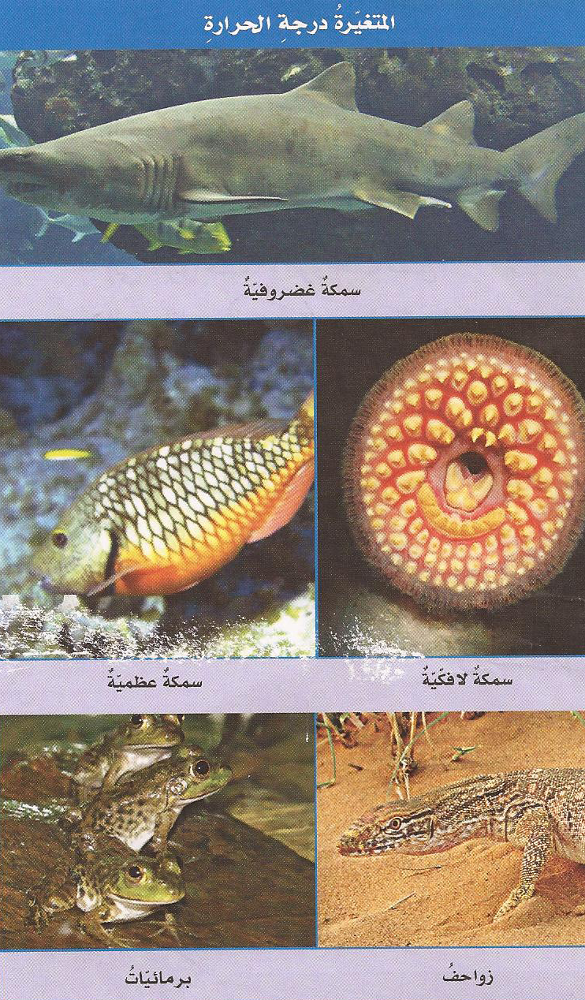 المتغيّرةُ درجةِ الحرارةِ
سمكةٌ غضروفيّةٌ
سمكةٌ لافكّيّةٌ
سمكةٌ عظميّةٌ
زواحفُ
برمائيّاتُ